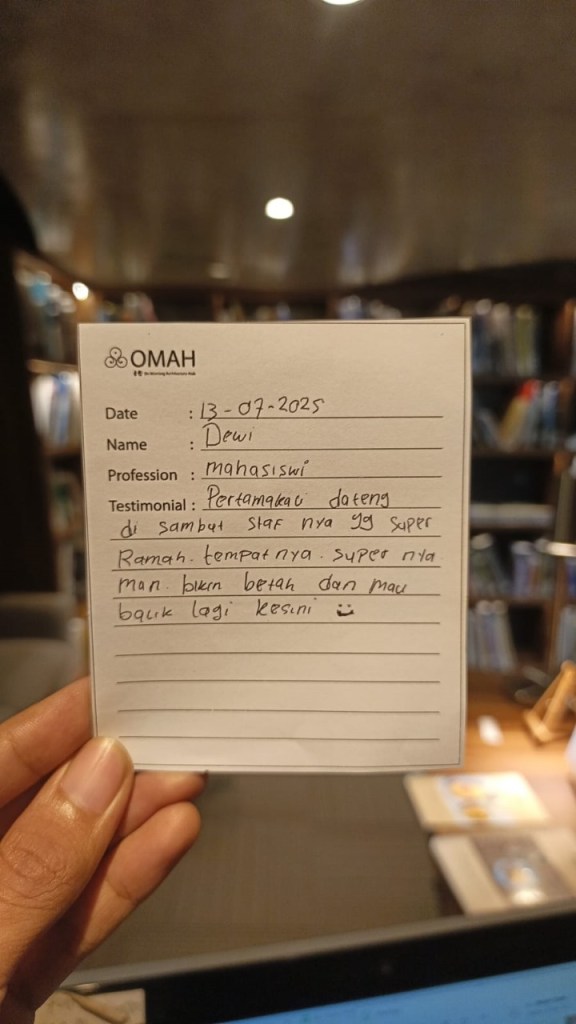 OMAH
Date : 13-07-2025
Name : Dewi
Profession : mahasiswi
Testimonial : Pertamakali dateng
di sambut staf nya yg super
Ramah. tempat nya. super nya
man. bikin betah dan mau
balik lagi kesini